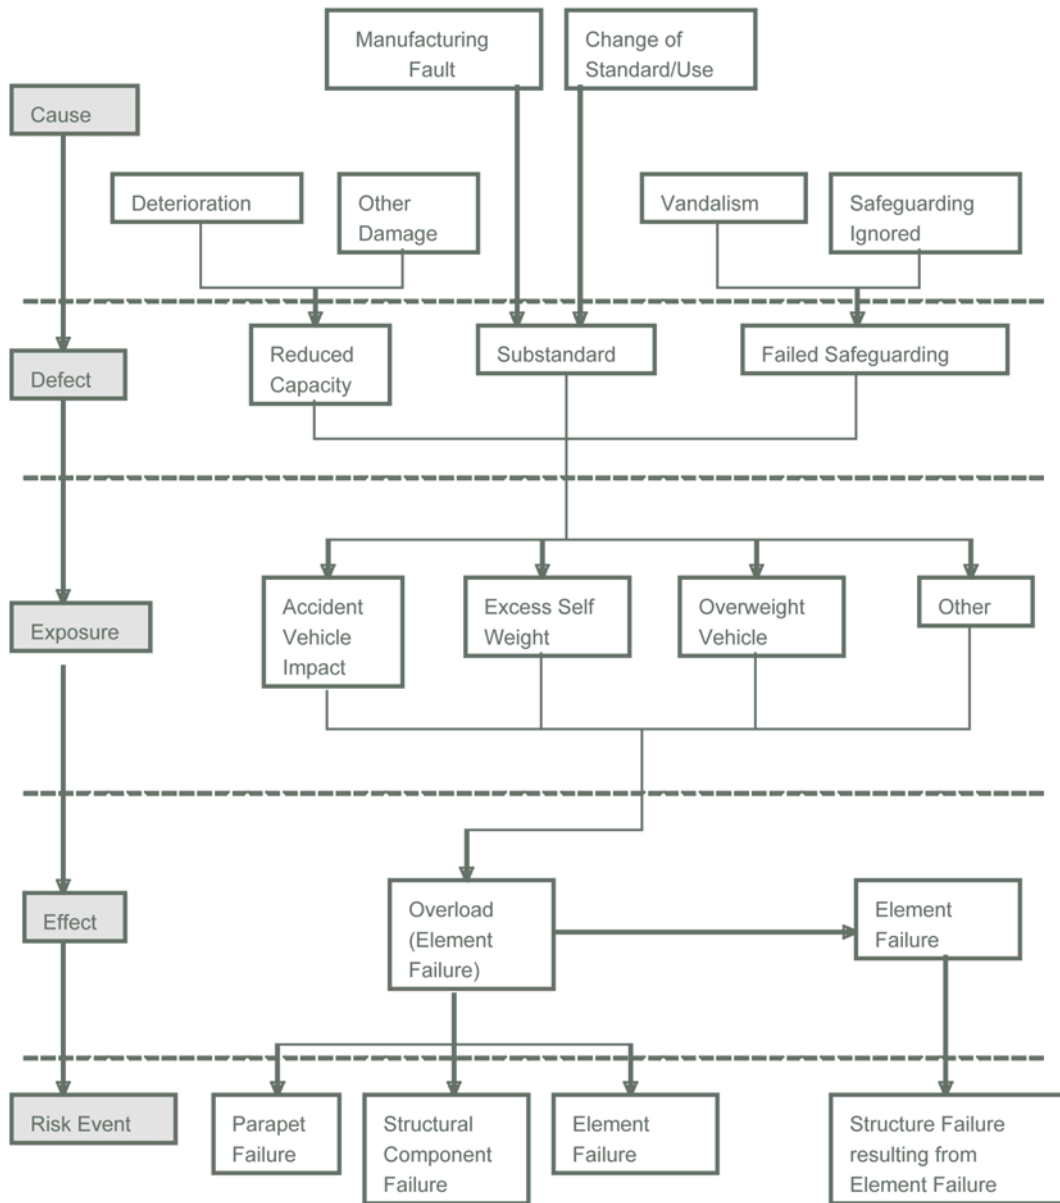 Manufacturing
Fault
Change of
Standard/Use
Cause
Deterioration
Other
Damage
Vandalism
Safeguarding
Ignored
Defect
Reduced
Capacity
Substandard
Failed Safeguarding
Exposure
Accident
Vehicle
Impact
Excess Self
Weight
Overweight
Vehicle
Other
Effect
Overload
(Element
Failure)
Element
Failure
Risk Event
Parapet
Failure
Structural
Component
Failure
Element
Failure
Structure Failure
resulting from
Element Failure